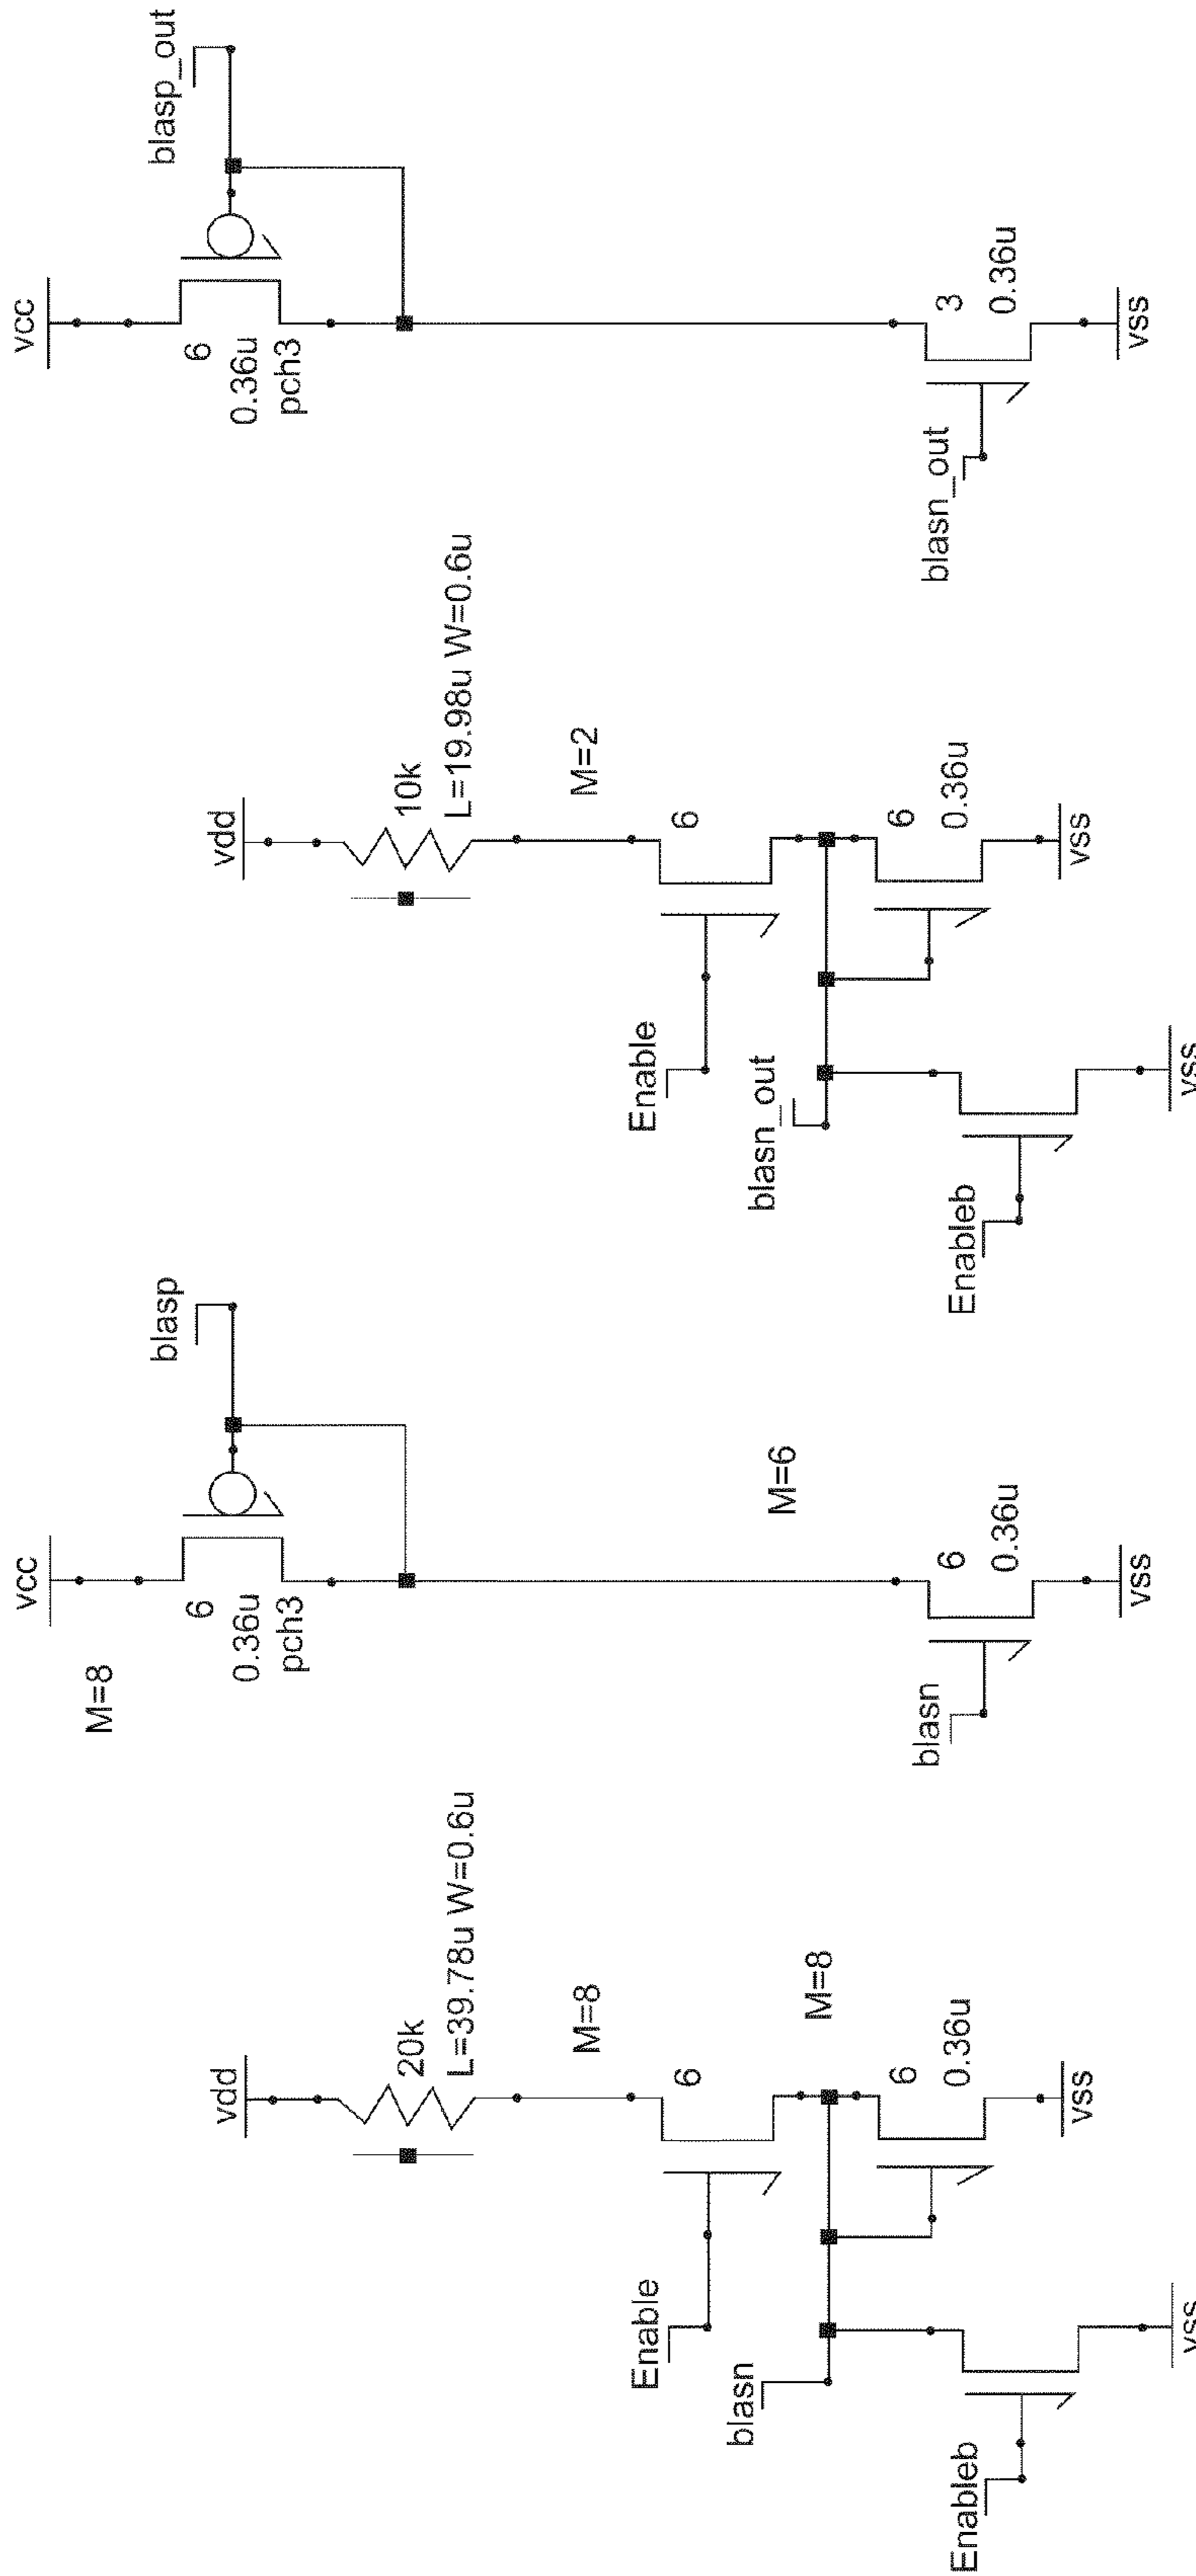 vdd
20k
L=39.78u W=0.6u
M=8
Enable
6
M=8
blasn
6
0.36u
vss
Enableb
vss
M=8
vcc
6
0.36u
pch3
blasp
M=6
blasn
6
0.36u
vss
vdd
10k
L=19.98u W=0.6u
M=2
Enable
6
blasn_out
6
0.36u
vss
Enableb
vss
vcc
6
0.36u
pch3
blasp_out
blasn_out
3
0.36u
vss